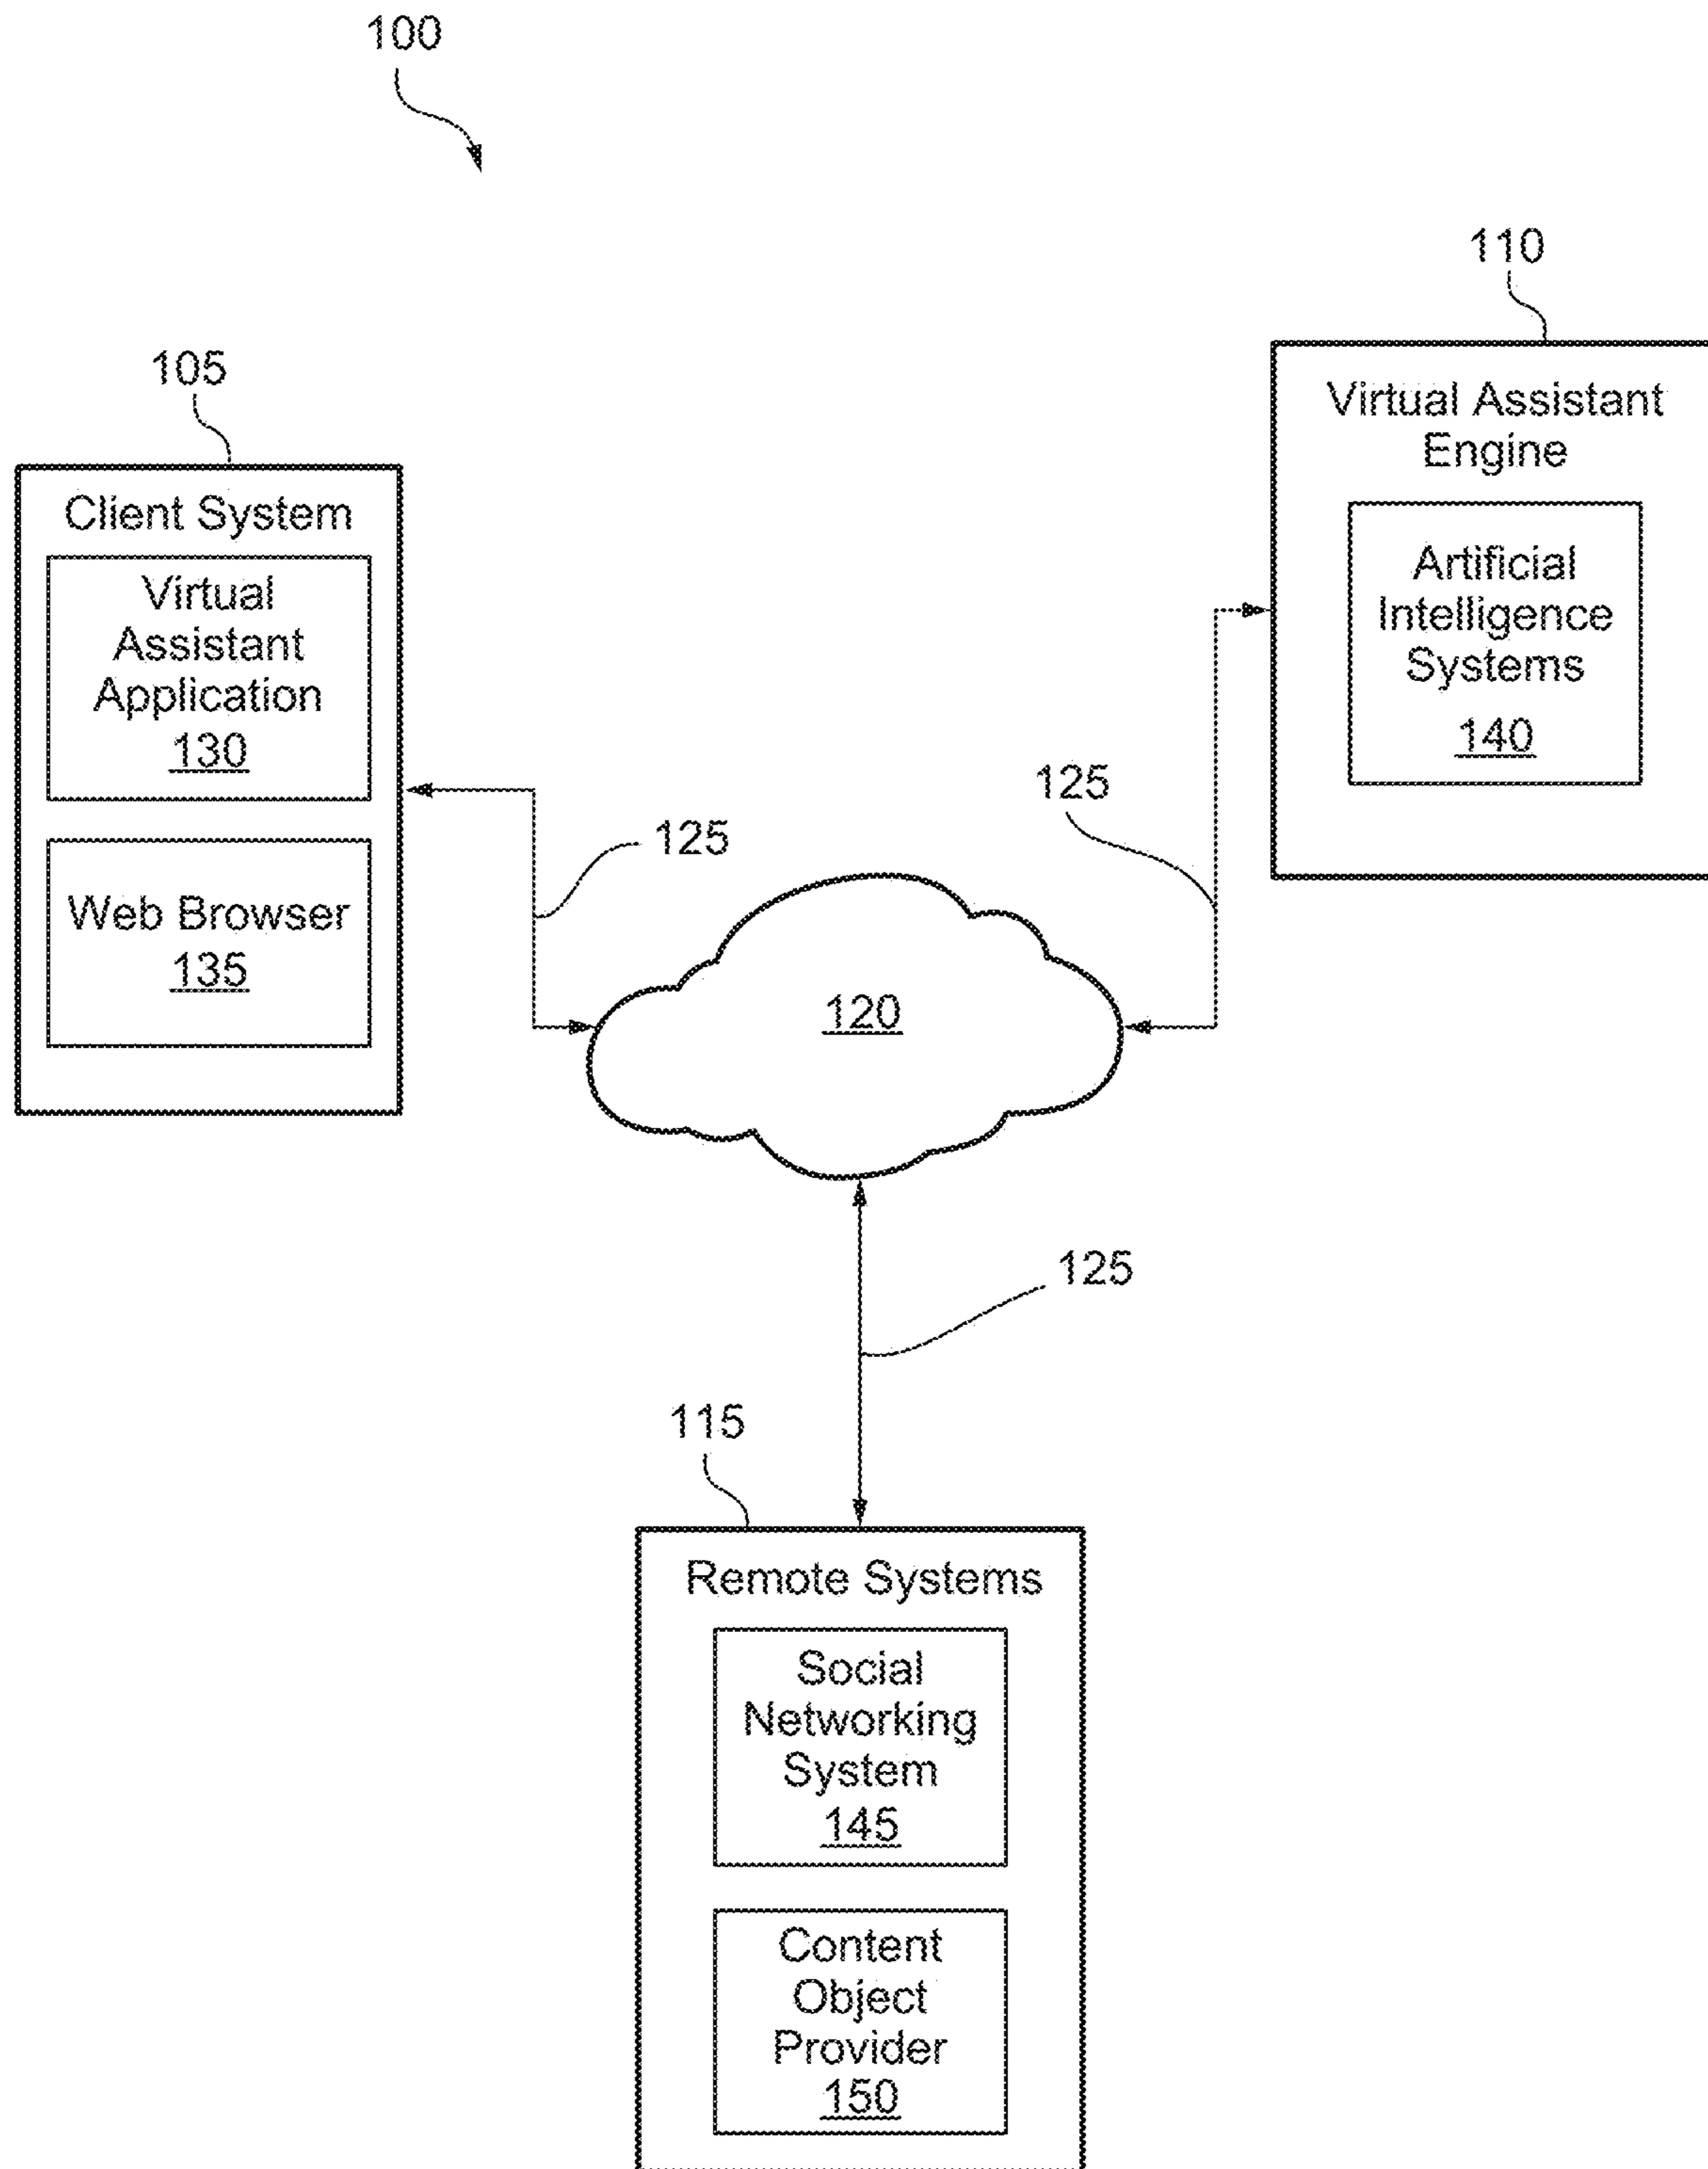 100
110
Virtual Assistant
Engine
Artificial
Intelligence
Systems
140
105
Client System
Virtual
Assistant
Application
130
Web Browser
135
125
125
120
125
115
Remote Systems
Social
Networking
System
145
Content
Object
Provider
150